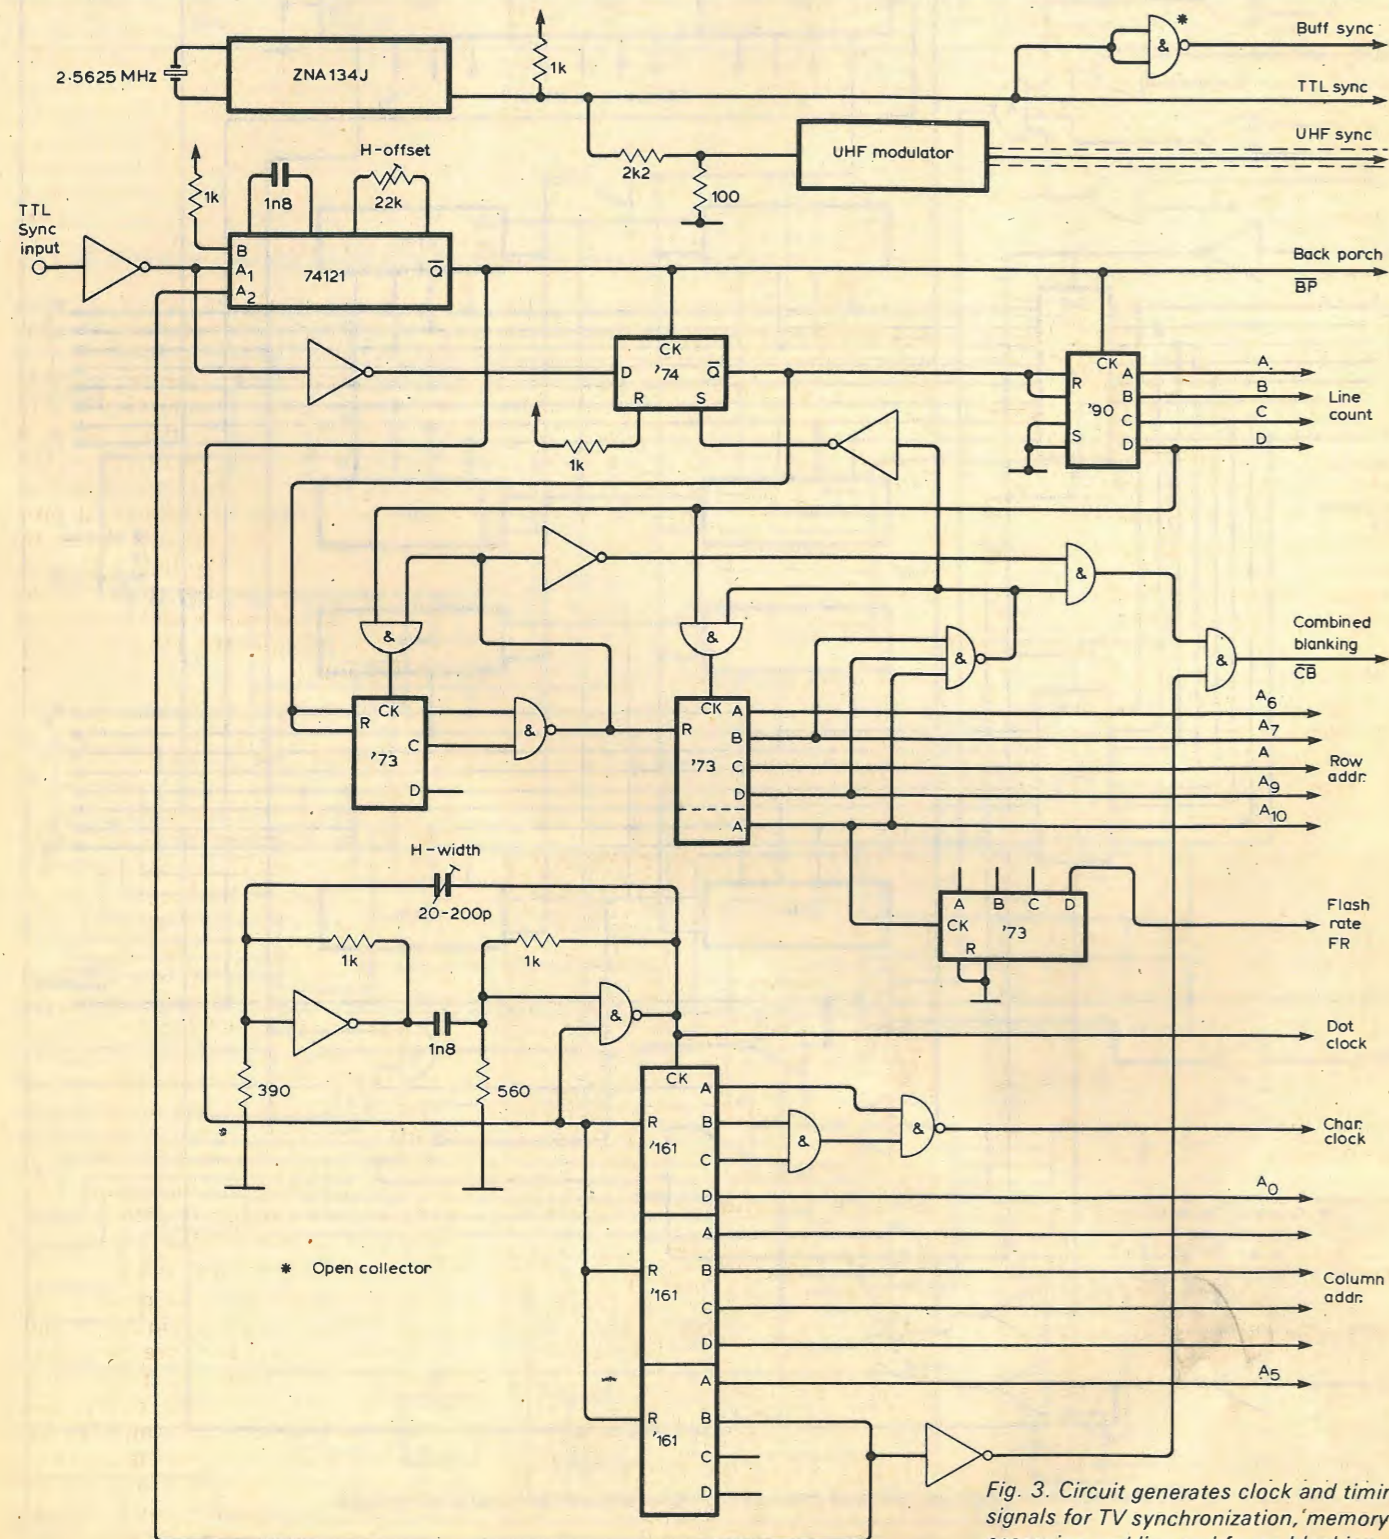 *
&
Buff sync
2·5625 MHz
ZNA134J
1k
TTL sync
UHF sync
UHF modulator
2k2
100
H-offset
1k
1n8
22k
TTL
Sync
input
B
A1
A2
74121
Q
Back porch
BP
CK
D
'74
Q
R
S
1k
CK
A
R
B
'90
C
S
D
A
B
Line
count
C
D
&
&
&
&
&
Combined
blanking
CB
CK
R
'73
C
D
&
CK
A
R
B
'73
C
D
A
A6
A7
A
Row
addr.
A9
A10
H-width
20-200p
1k
1k
1n8
390
560
&
A
B
C
D
CK
'73
R
Flash
rate
FR
Dot
clock
CK
A
R
B
'161
C
D
&
&
Char.
clock
A0
A
R
B
'161
C
D
Column
addr.
A
R
B
'161
C
D
A5
* Open collector
Fig. 3. Circuit generates clock and timin
signals for TV synchronization, memory